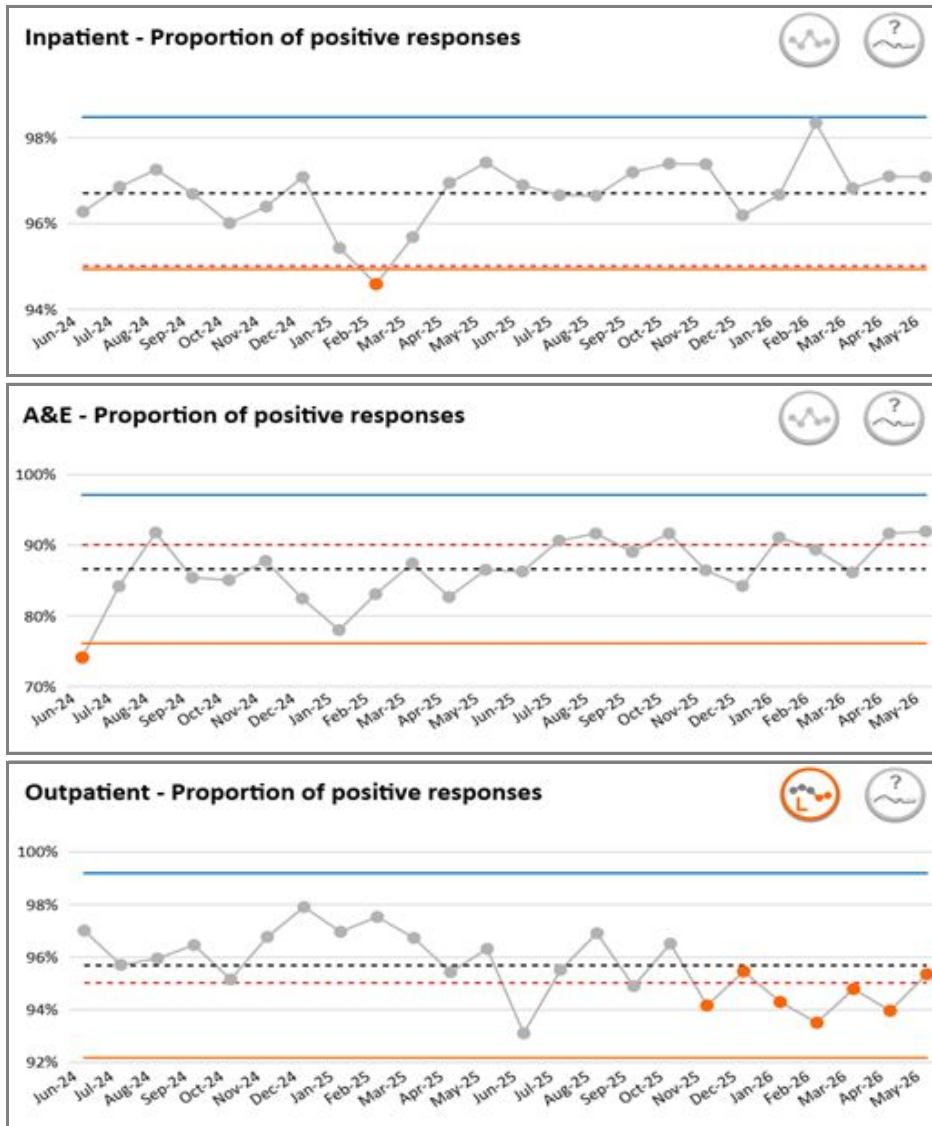 Inpatient - Proportion of positive responses
?
98%
96%
94%
Jun-24 Jul-24 Aug-24 Sep-24 Oct-24 Nov-24 Dec-24 Jan-25 Feb-25 Mar-25 Apr-25 May-25 Jun-25 Jul-25 Aug-25 Sep-25 Oct-25 Nov-25 Dec-25 Jan-26 Feb-26 Mar-26 Apr-26 May-26
A&E - Proportion of positive responses
?
100%
90%
80%
70%
Jun-24 Jul-24 Aug-24 Sep-24 Oct-24 Nov-24 Dec-24 Jan-25 Feb-25 Mar-25 Apr-25 May-25 Jun-25 Jul-25 Aug-25 Sep-25 Oct-25 Nov-25 Dec-25 Jan-26 Feb-26 Mar-26 Apr-26 May-26
Outpatient - Proportion of positive responses
L
?
100%
98%
96%
94%
92%
Jun-24 Jul-24 Aug-24 Sep-24 Oct-24 Nov-24 Dec-24 Jan-25 Feb-25 Mar-25 Apr-25 May-25 Jun-25 Jul-25 Aug-25 Sep-25 Oct-25 Nov-25 Dec-25 Jan-26 Feb-26 Mar-26 Apr-26 May-26